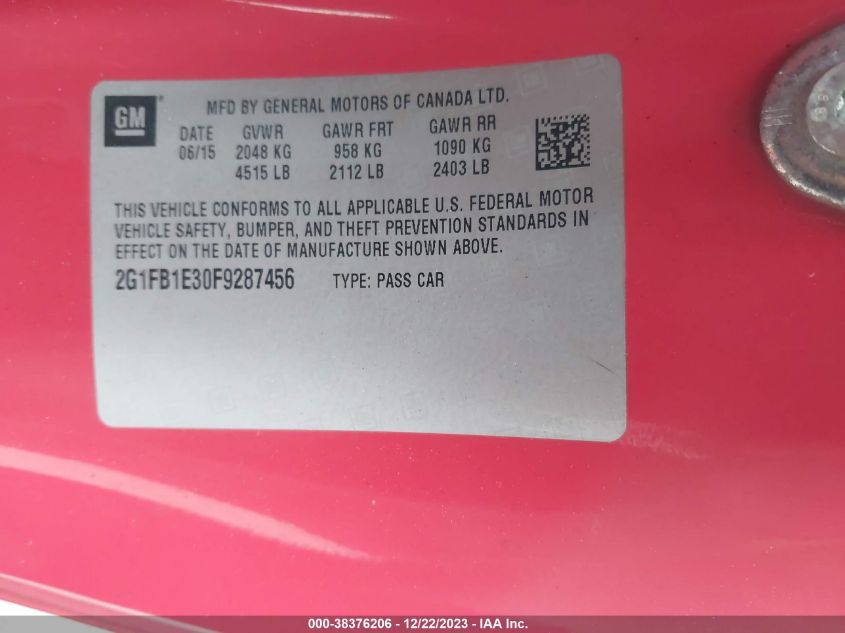 GM
MFD BY GENERAL MOTORS OF CANADA LTD.
DATE GVWR GAWR FRT GAWR RR
06/15 2048 KG 958 KG 1090 KG
4515 LB 2112 LB 2403 LB
THIS VEHICLE CONFORMS TO ALL APPLICABLE U.S. FEDERAL MOTOR
VEHICLE SAFETY, BUMPER, AND THEFT PREVENTION STANDARDS IN
EFFECT ON THE DATE OF MANUFACTURE SHOWN ABOVE.
2G1FB1E30F9287456 TYPE: PASS CAR
000-38376206 - 12/22/2023 - IAA Inc.